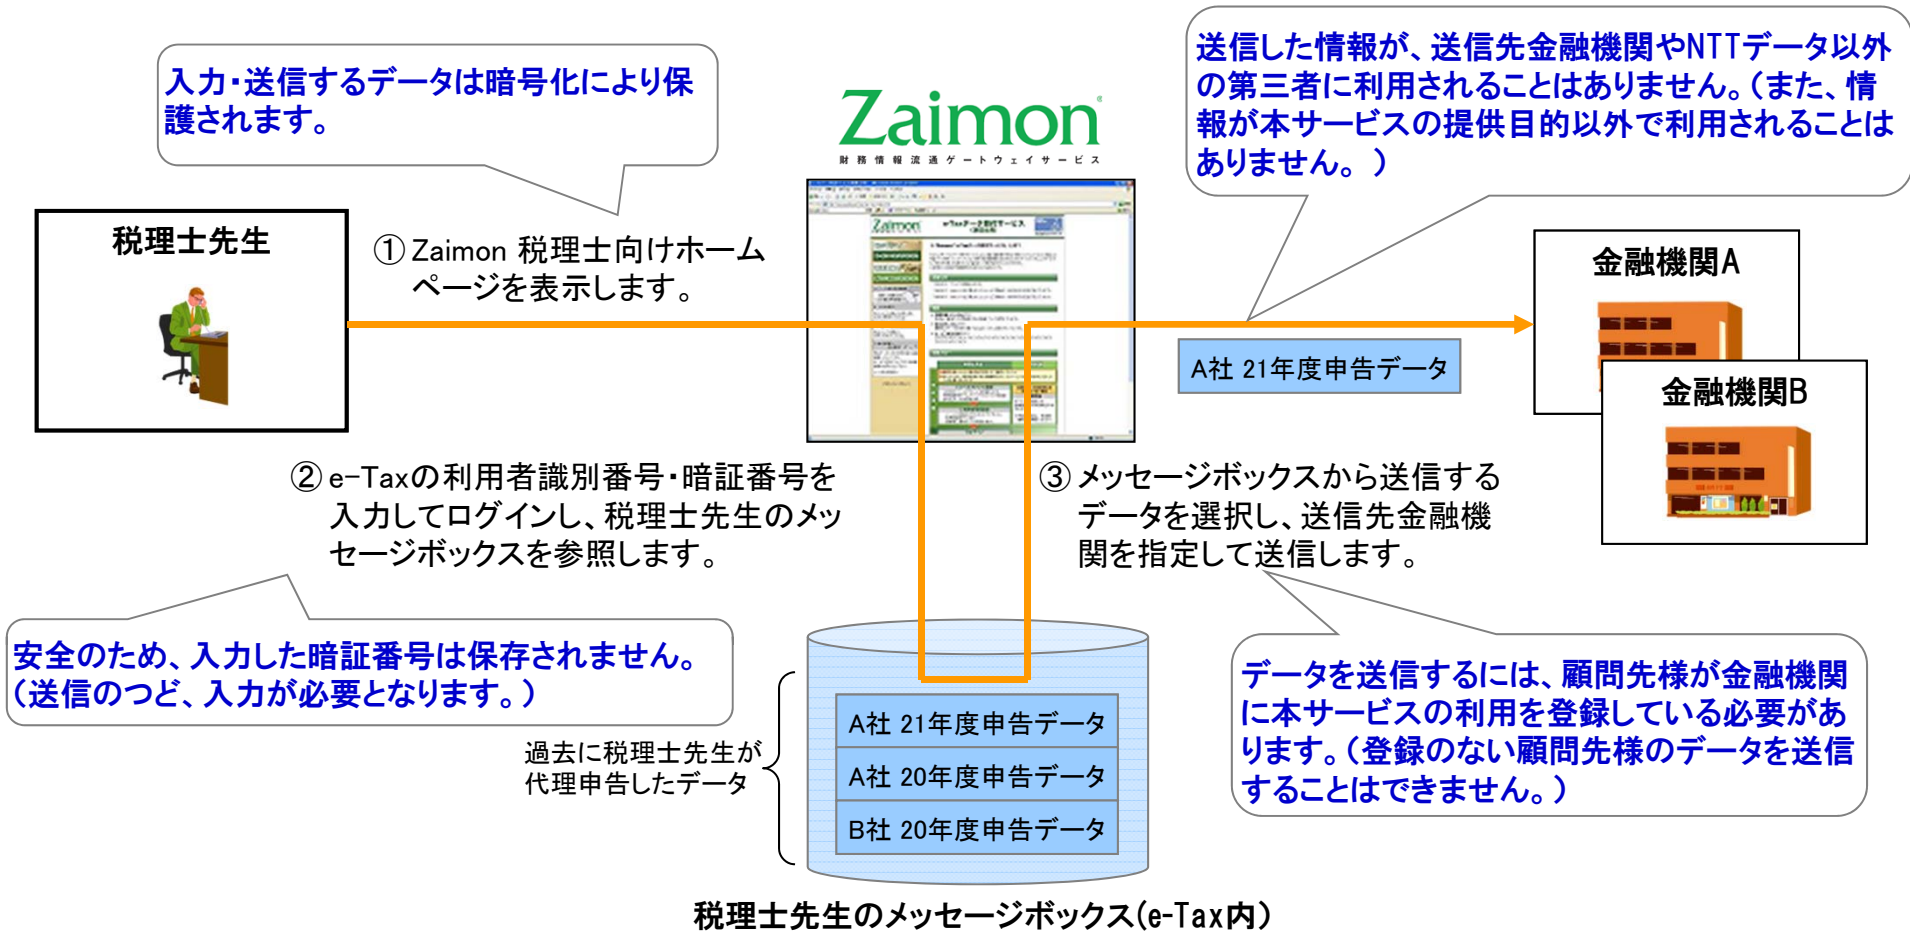 入力・送信するデータは暗号化により保
護されます。
Zaimon
財務情報流通ゲートウェイサービス
送信した情報が、送信先金融機関やNTTデータ以外
の第三者に利用されることはありません。（また、情
報が本サービスの提供目的以外で利用されることは
ありません。）
税理士先生
① Zaimon 税理士向けホーム
ページを表示します。
Zaimon
e-Taxデータ受付サービス
金融機関A
A社 21年度申告データ
金融機関B
② e-Taxの利用者識別番号・暗証番号を
入力してログインし、税理士先生のメッ
セージボックスを参照します。
③ メッセージボックスから送信する
データを選択し、送信先金融機
関を指定して送信します。
安全のため、入力した暗証番号は保存されません。
（送信のつど、入力が必要となります。）
データを送信するには、顧問先様が金融機関
に本サービスの利用を登録している必要があ
ります。（登録のない顧問先様のデータを送信
することはできません。）
過去に税理士先生が
代理申告したデータ
A社 21年度申告データ
A社 20年度申告データ
B社 20年度申告データ
税理士先生のメッセージボックス(e-Tax内）